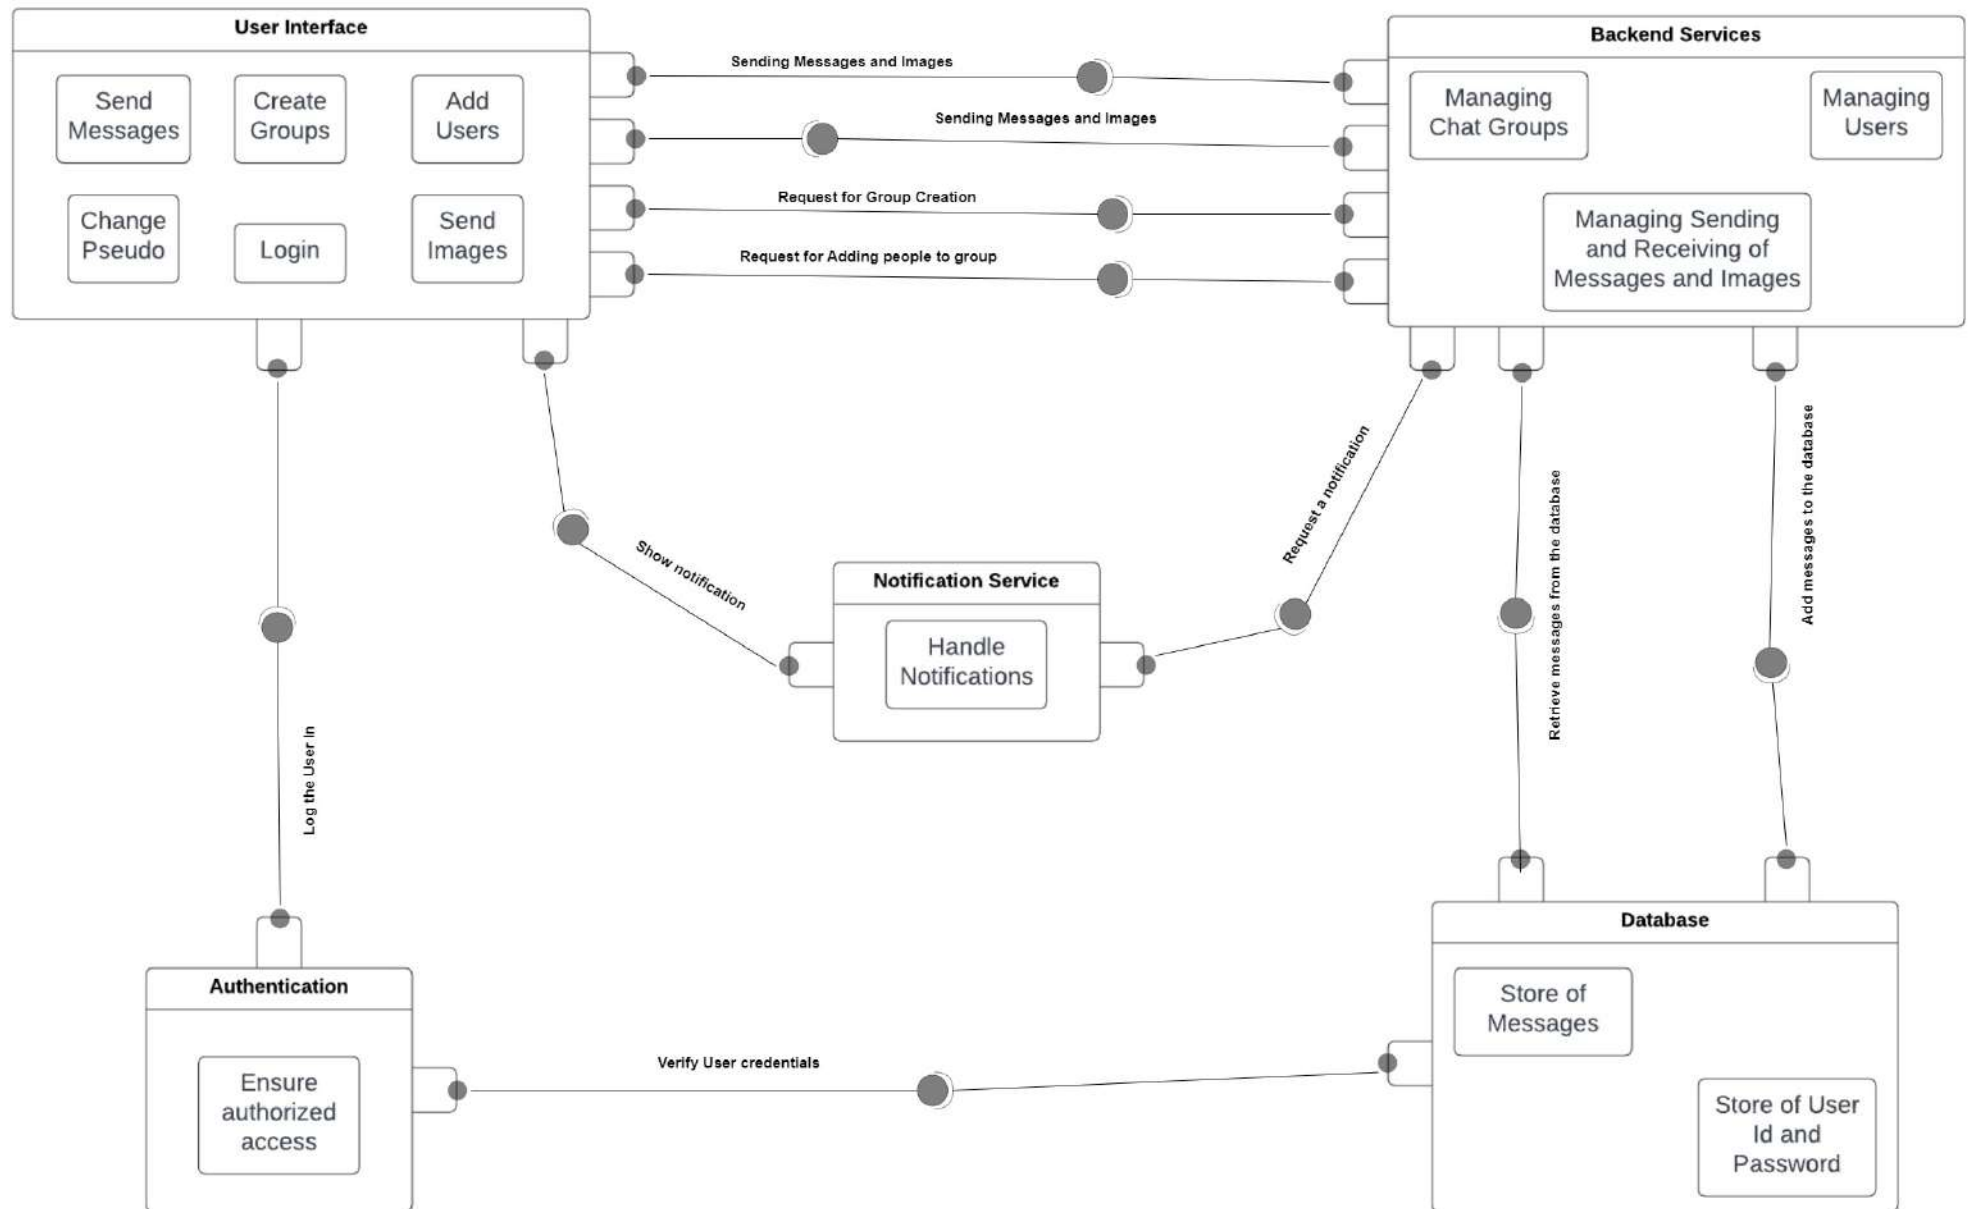 User Interface
Send
Messages
Create
Groups
Add
Users
Change
Pseudo
Login
Send
Images
Sending Messages and Images
Sending Messages and Images
Request for Group Creation
Request for Adding people to group
Backend Services
Managing
Chat Groups
Managing
Users
Managing Sending
and Receiving of
Messages and Images
Show notification
Request a notification
Retrieve messages from the database
Add messages to the database
Notification Service
Handle
Notifications
Log the User In
Authentication
Ensure
authorized
access
Verify User credentials
Database
Store of
Messages
Store of User
Id and
Password